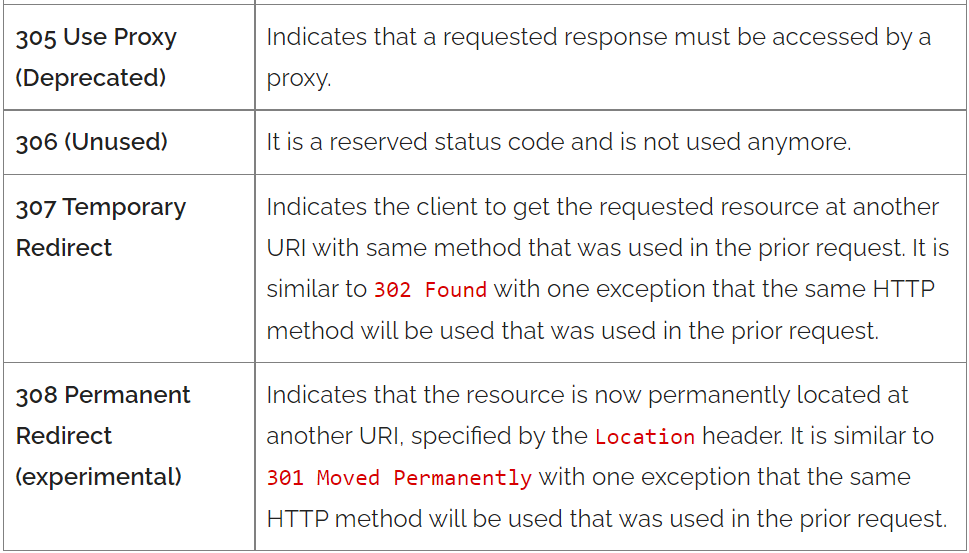 305 Use Proxy
(Deprecated)
Indicates that a requested response must be accessed by a
proxy.
306 (Unused)
It is a reserved status code and is not used anymore.
307 Temporary
Redirect
Indicates the client to get the requested resource at another
URI with same method that was used in the prior request. It is
similar to 302 Found with one exception that the same HTTP
method will be used that was used in the prior request.
308 Permanent
Redirect
(experimental)
Indicates that the resource is now permanently located at
another URI, specified by the Location header. It is similar to
301 Moved Permanently with one exception that the same
HTTP method will be used that was used in the prior request.